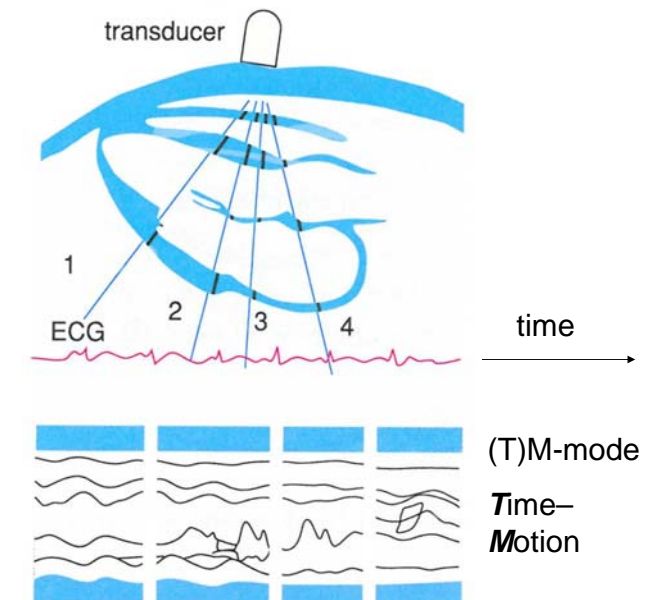 transducer
1
2
3
4
ECG
time
(T)M-mode
Time–
Motion